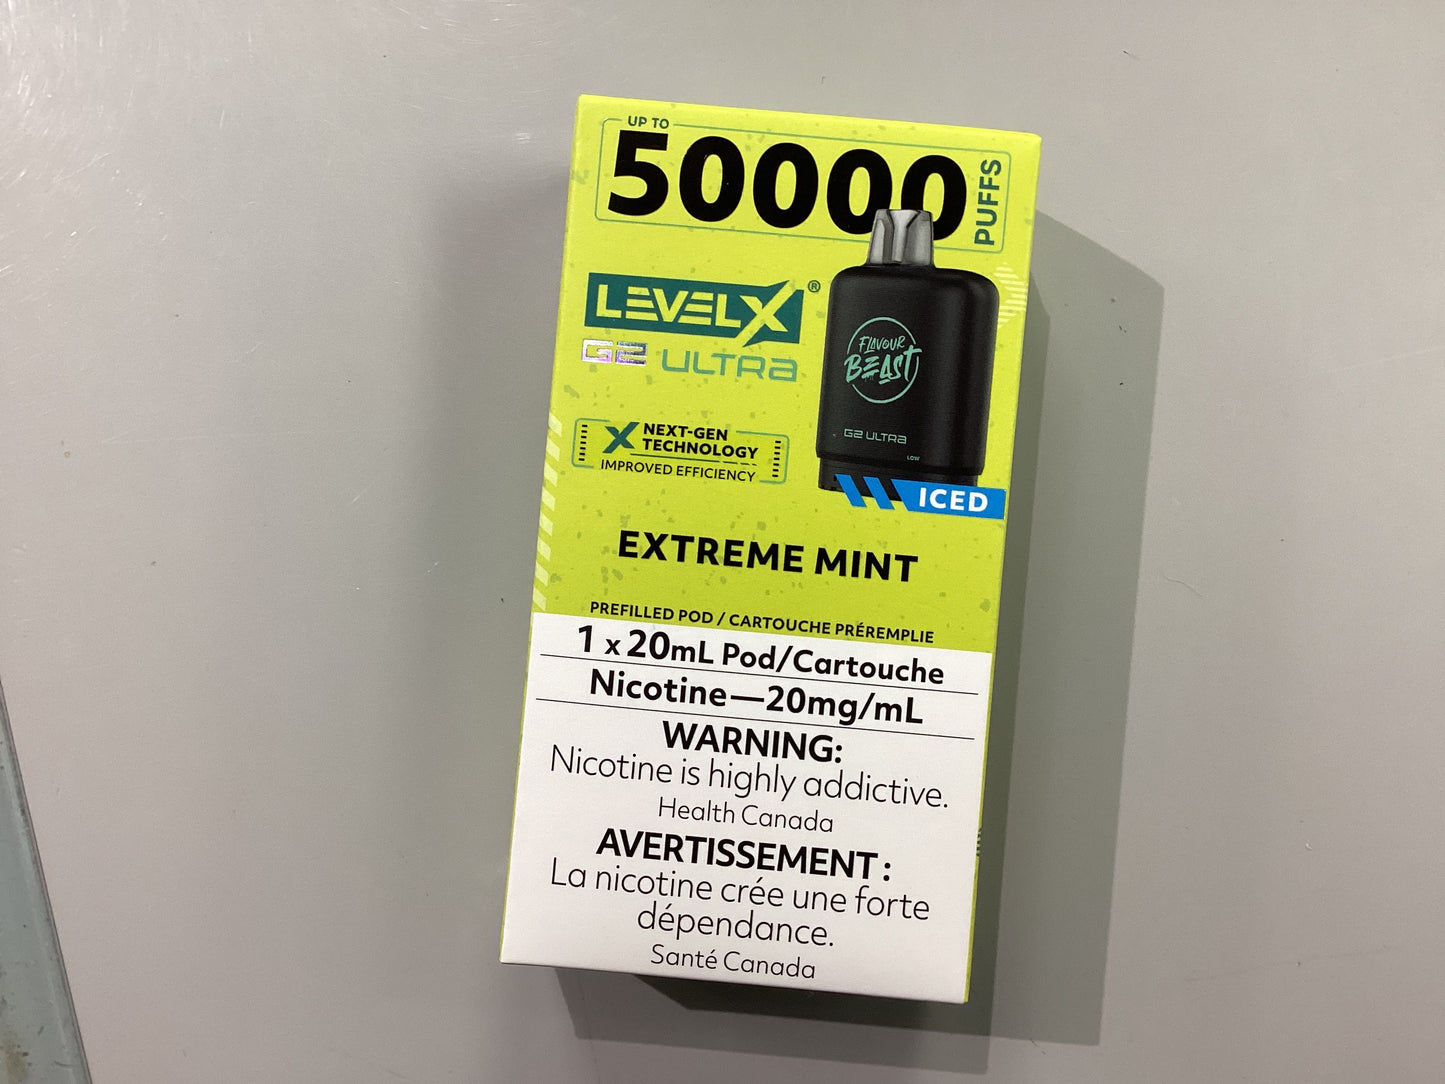 UP TO
50000
PUFFS
LEVELX®
G2 ULTRA
FLAVOUR
BEAST
G2 ULTRA
LOW
X NEXT-GEN
TECHNOLOGY
IMPROVED EFFICIENCY
ICED
EXTREME MINT
PREFILLED POD / CARTOUCHE PRÉREMPLIE
1 x 20mL Pod/Cartouche
Nicotine—20mg/mL
WARNING:
Nicotine is highly addictive.
Health Canada
AVERTISSEMENT :
La nicotine crée une forte
dépendance.
Santé Canada